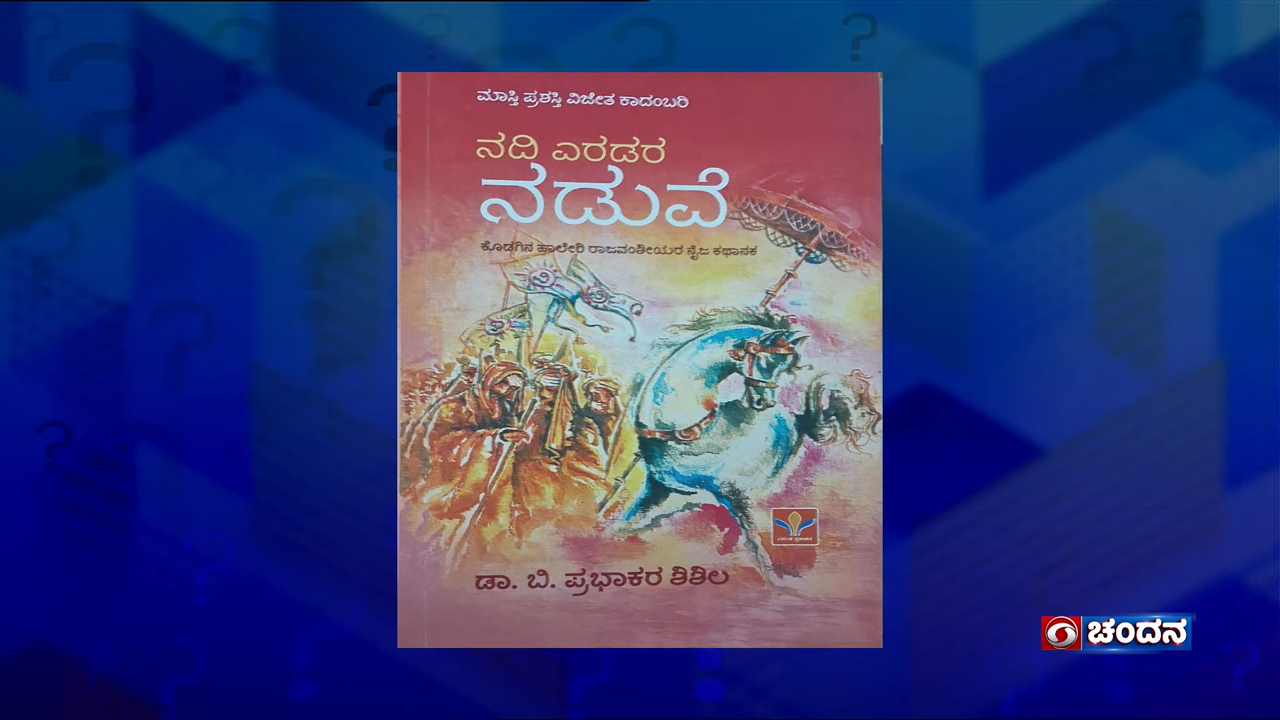 ಮಾಸ್ತಿ ಪ್ರಶಸ್ತಿ ವಿಜೇತ ಕಾದಂಬರಿ
ನದಿ ಎರಡರ
ನಡುವೆ
ಕೊಡಗಿನ ಹಾಲೇರಿ ರಾಜವಂಶೀಯರ ನೈಜ ಕಥಾನಕ
ಡಾ. ಬಿ. ಪ್ರಭಾಕರ ಶಿಶಿಲ
ಚಂದನ